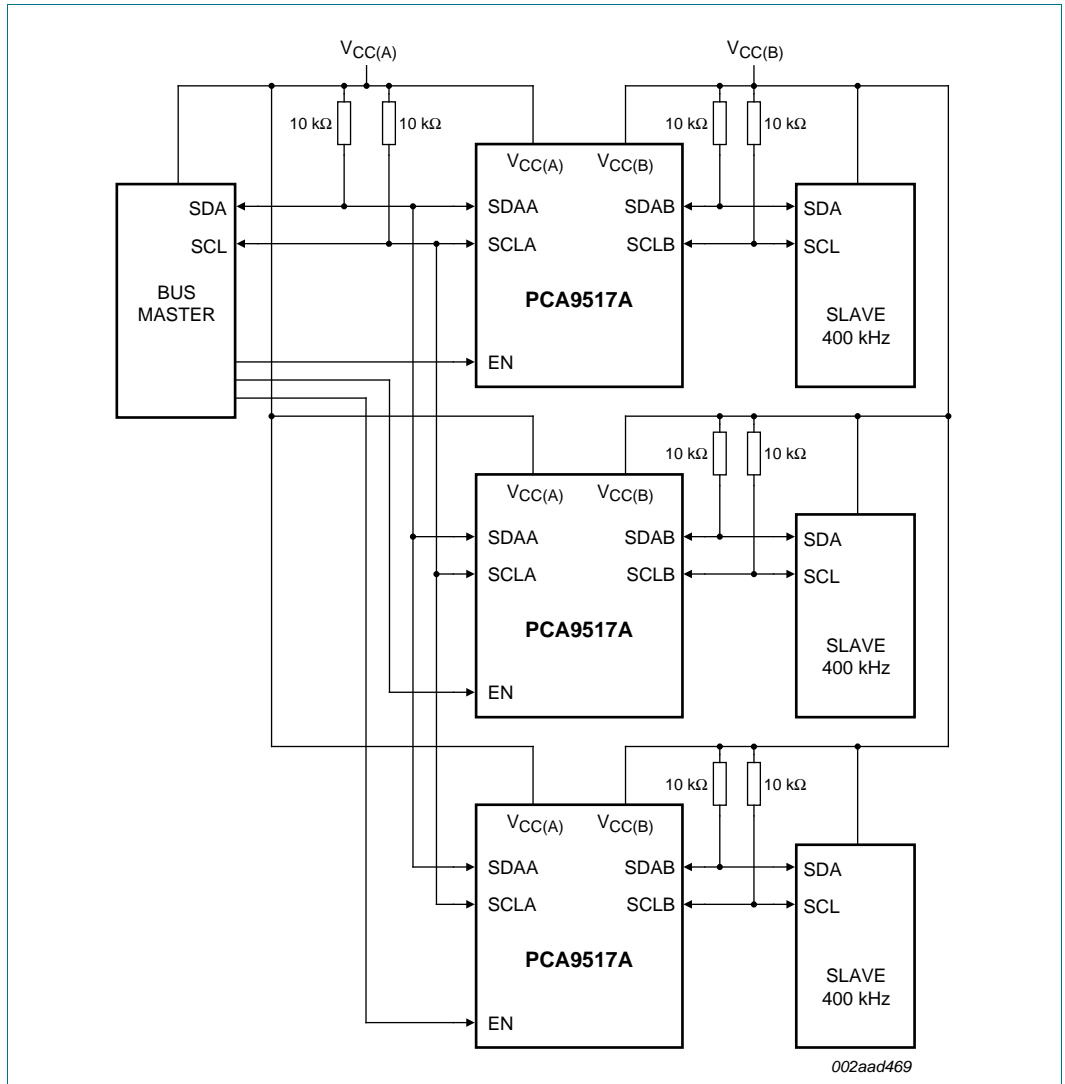 VCC(A)
VCC(B)
10 kΩ
10 kΩ
10 kΩ
10 kΩ
VCC(A)
VCC(B)
SDA
SCL
BUS
MASTER
SDAA
SCLA
SDAB
SCLB
PCA9517A
EN
SDA
SCL
SLAVE
400 kHz
10 kΩ
10 kΩ
VCC(A)
VCC(B)
SDAA
SCLA
SDAB
SCLB
PCA9517A
EN
SDA
SCL
SLAVE
400 kHz
10 kΩ
10 kΩ
VCC(A)
VCC(B)
SDAA
SCLA
SDAB
SCLB
PCA9517A
EN
SDA
SCL
SLAVE
400 kHz
002aad469